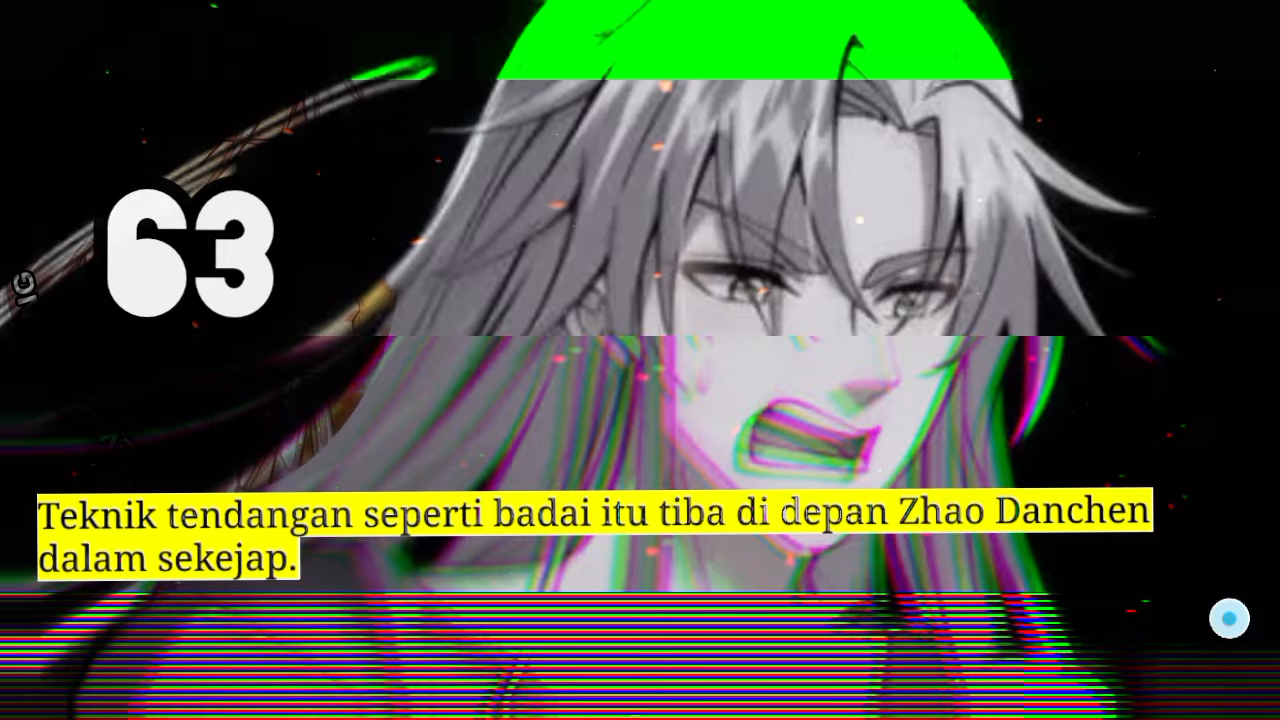 63
Teknik tendangan seperti badai itu tiba di depan Zhao Danchen
dalam sekejap.